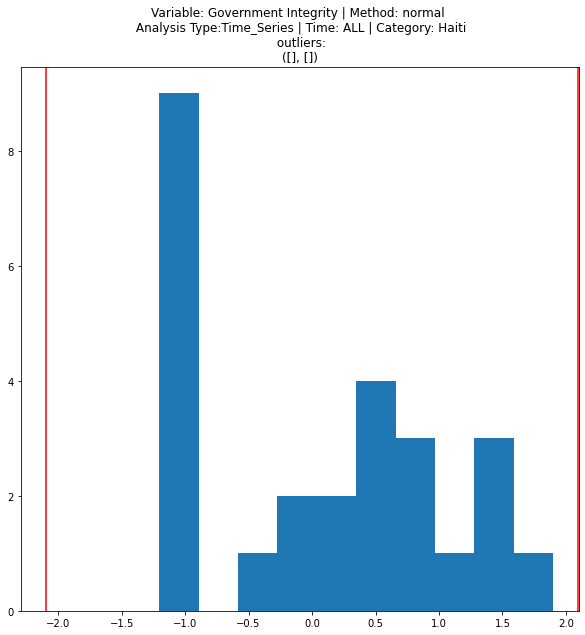 Variable: Government Integrity | Method: normal
Analysis Type:Time_Series | Time: ALL | Category: Haiti
outliers:
([], [])
8
6
4
2
0
−2.0 −1.5 −1.0 −0.5 0.0 0.5 1.0 1.5 2.0